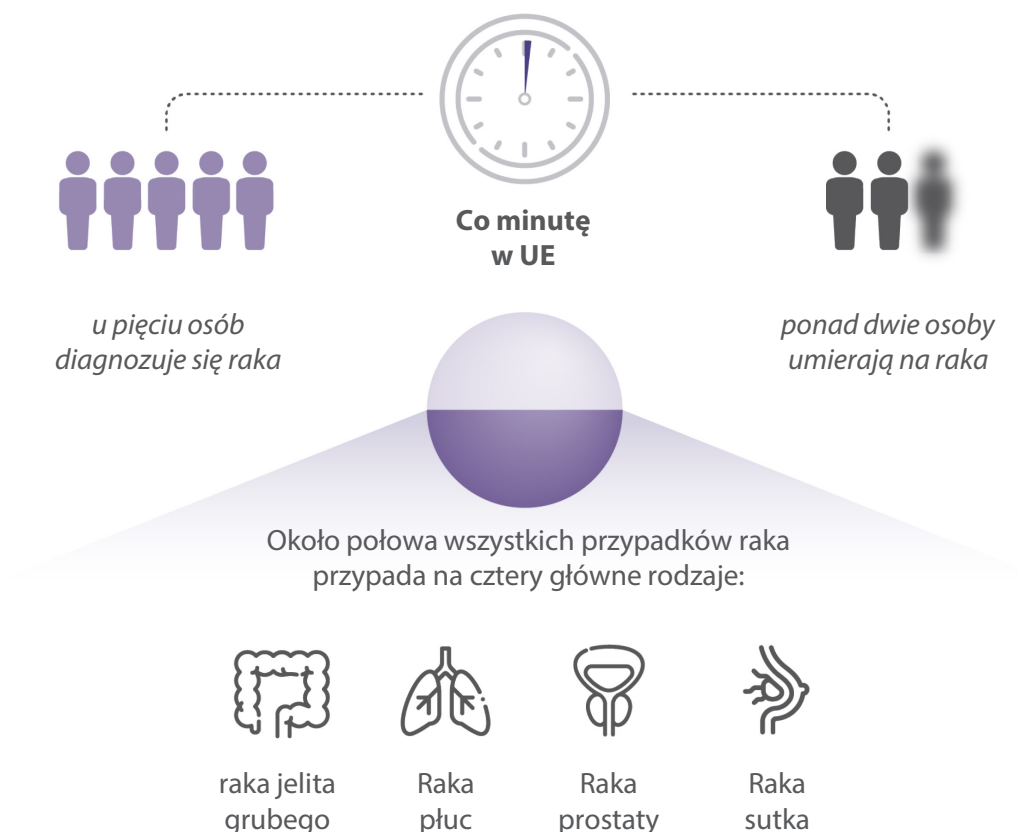 Co minutę
w UE
u pięciu osób
diagnozuje się raka
ponad dwie osoby
umierają na raka
Około połowa wszystkich przypadków raka
przypada na cztery główne rodzaje:
raka jelita
grubego
Raka
płuc
Raka
prostaty
Raka
sutka